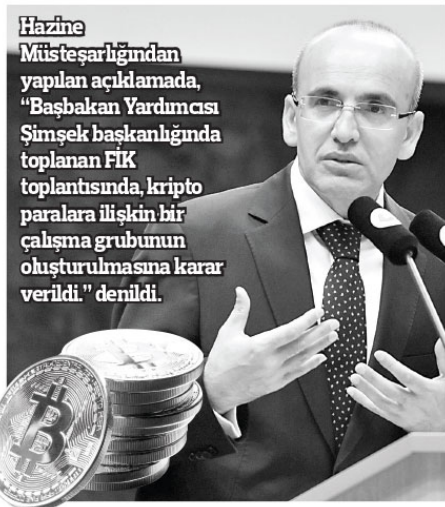 Hazine
Müsteşarlığından
yapılan açıklamada,
“Başbakan Yardımcısı
Şimşek başkanlığında
toplanan FİK
toplantısında, kripto
paralara ilişkin bir
çalışma grubunun
oluşturulmasına karar
verildi.” denildi.